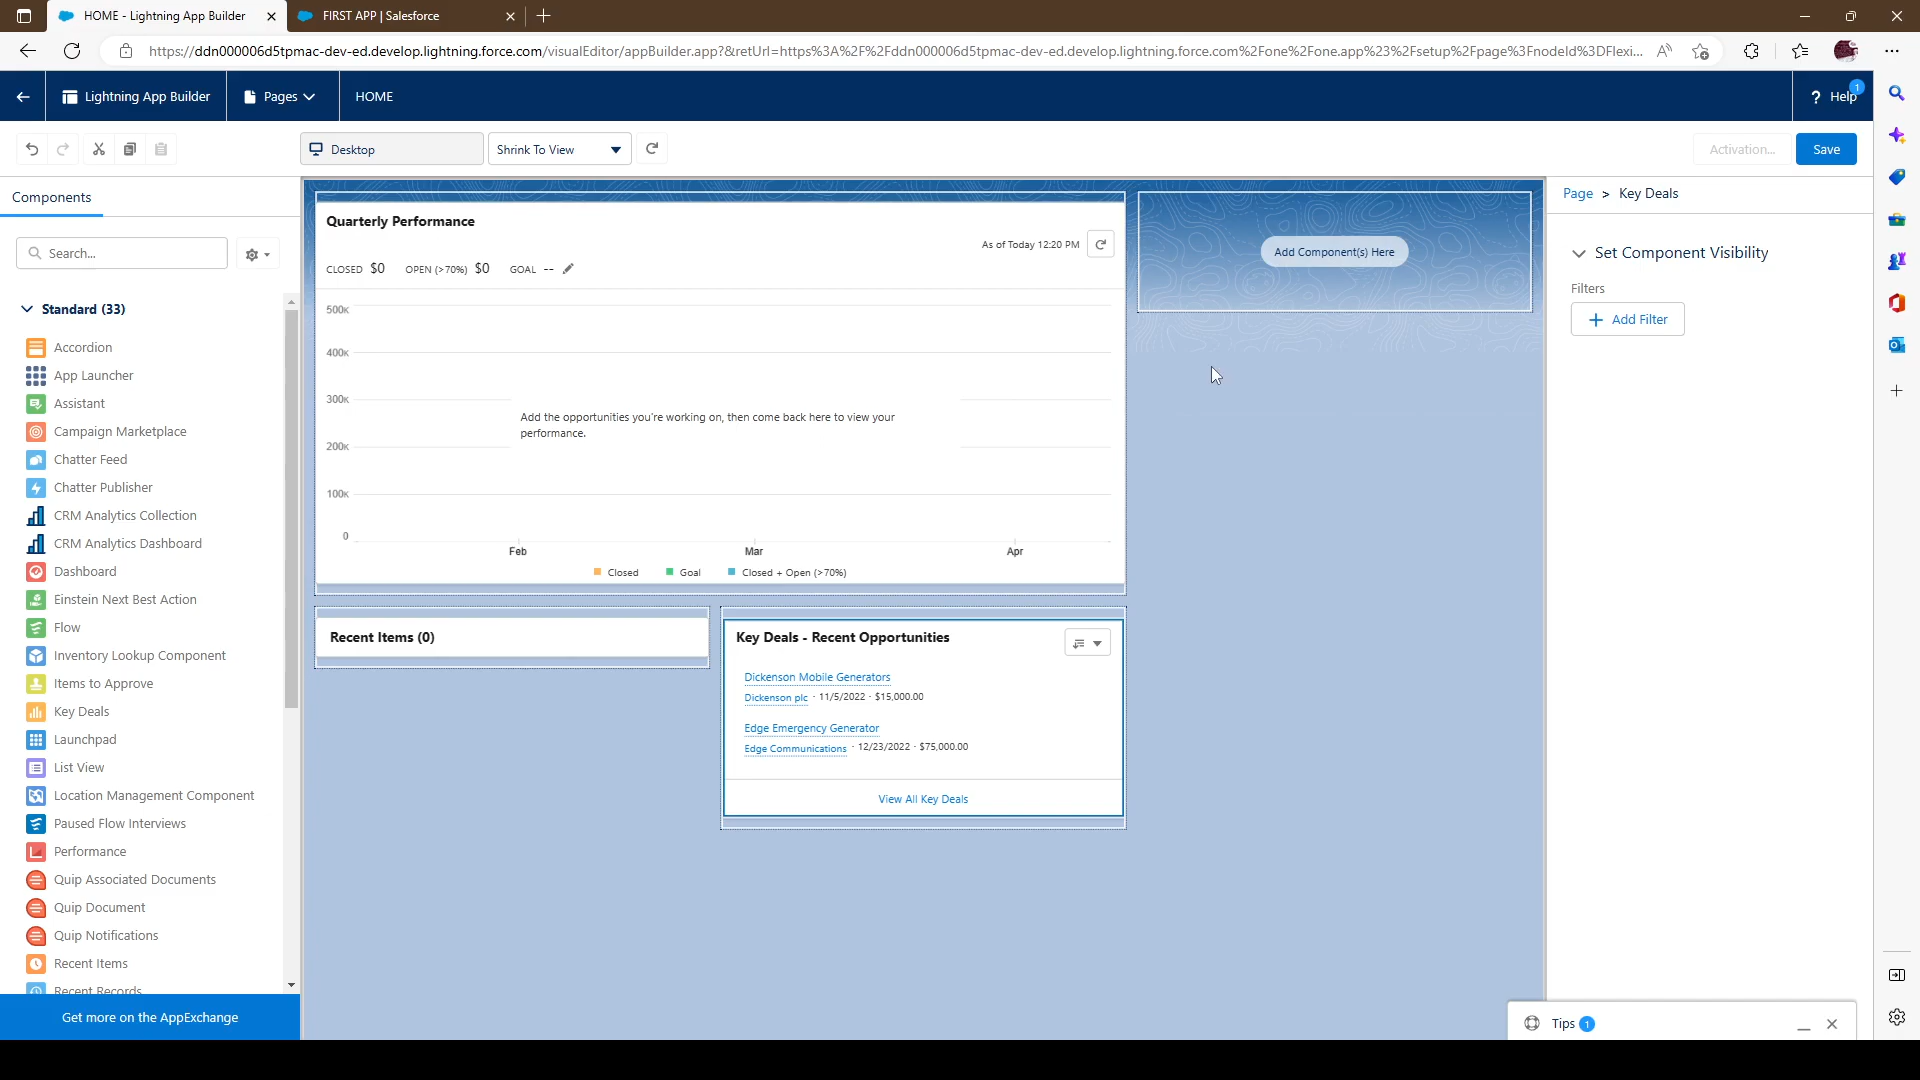 HOME - Lightning App Builder
FIRST APP | Salesforce
https://ddn000006d5tpmac-dev-ed.develop.lightning.force.com/visualEditor/appBuilder.app?&retUrl=https%3A%2F%2Fddn000006d5tpmac-dev-ed.develop.lightning.force.com%2Fone%2Fone.app%23%2Fsetup%2Fpage%3FnodeId%3DFlexi...
Lightning App Builder
Pages
HOME
? Help
1
Desktop
Shrink To View
Activation...
Save
Components
Search...
Standard (33)
Accordion
App Launcher
Assistant
Campaign Marketplace
Chatter Feed
Chatter Publisher
CRM Analytics Collection
CRM Analytics Dashboard
Dashboard
Einstein Next Best Action
Flow
Inventory Lookup Component
Items to Approve
Key Deals
Launchpad
List View
Location Management Component
Paused Flow Interviews
Performance
Quip Associated Documents
Quip Document
Quip Notifications
Recent Items
Recent Records
Get more on the AppExchange
Quarterly Performance
As of Today 12:20 PM
CLOSED $0 OPEN (>70%) $0 GOAL --
500K
400K
300K
200K
100K
0
Add the opportunities you're working on, then come back here to view your
performance.
Feb Mar Apr
Closed Goal Closed + Open (>70%)
Recent Items (0)
Key Deals - Recent Opportunities
Dickenson Mobile Generators
Dickenson plc · 11/5/2022 · $15,000.00
Edge Emergency Generator
Edge Communications · 12/23/2022 · $75,000.00
View All Key Deals
Add Component(s) Here
Page > Key Deals
Set Component Visibility
Filters
Add Filter
Tips 1